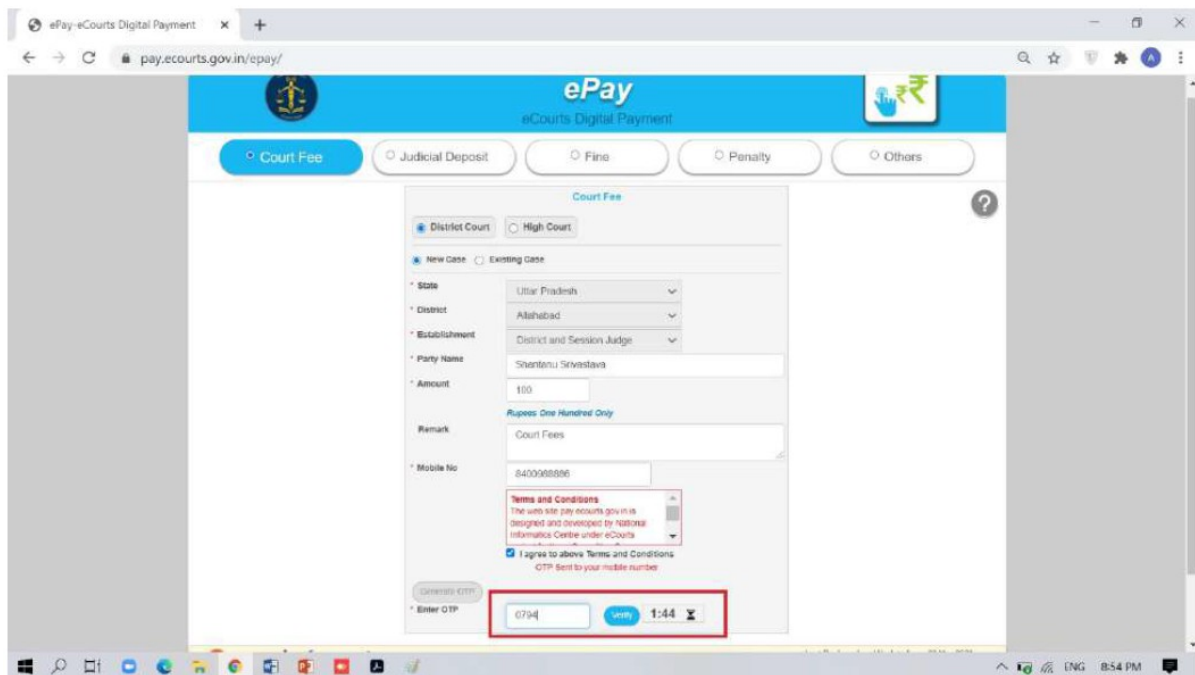 ePay-eCourts Digital Payment
pay.ecourts.gov.in/epay/
A
ePay
eCourts Digital Payment
Court Fee
Judicial Deposit
Fine
Penalty
Others
Court Fee
?
District Court
High Court
New Case
Existing Case
* State
Uttar Pradesh
* District
Allahabad
* Establishment
District and Session Judge
* Party Name
Shantanu Srivastava
* Amount
100
Rupees One Hundred Only
Remark
Court Fees
* Mobile No
8400988886
Terms and Conditions
The web site pay ecourts gov in is
designed and developed by National
Informatics Centre under eCourts
I agree to above Terms and Conditions
OTP Sent to your mobile number
Generate OTP
* Enter OTP
0794
Verify
1:44
ENG
8:54 PM